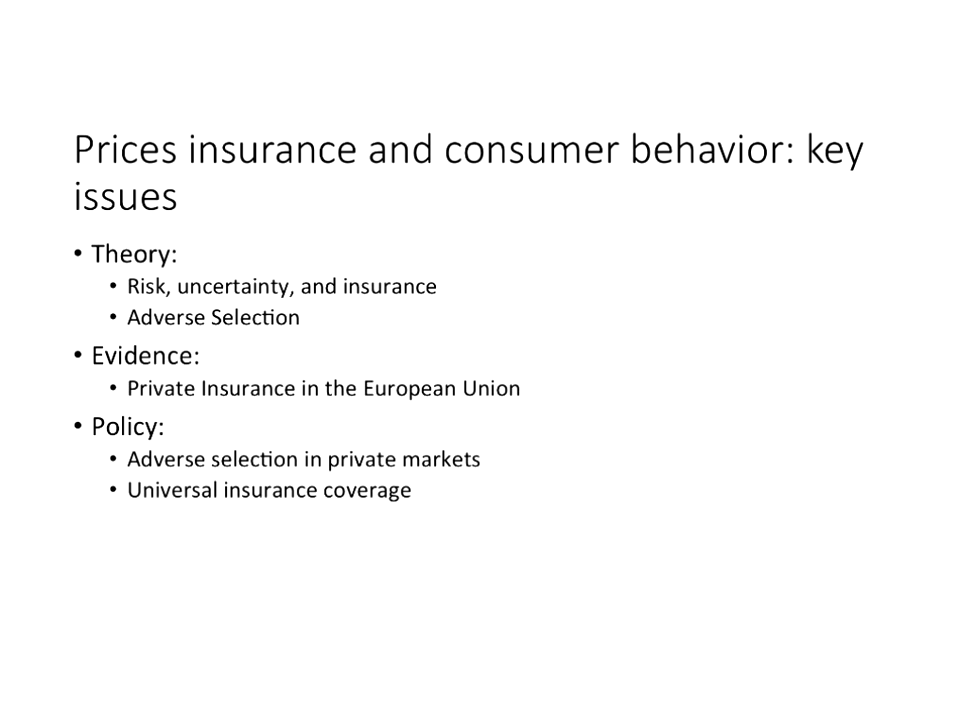 Prices insurance and consumer behavior: key
issues
• Theory:
• Risk, uncertainty, and insurance
• Adverse Selection
• Evidence:
• Private Insurance in the European Union
• Policy:
• Adverse selection in private markets
• Universal insurance coverage